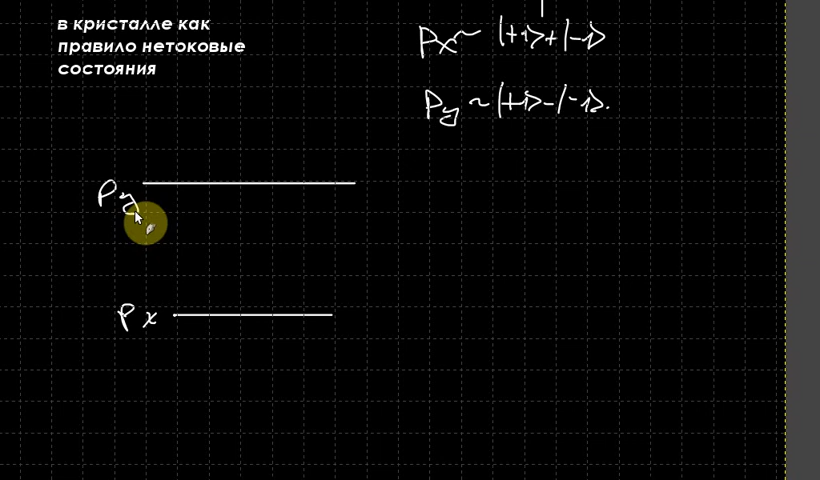 в кристалле как
правило нетоковые
состояния
Px ~ |+1>+|-1>
Py ~ |+1>-|-1>.
Py
Px